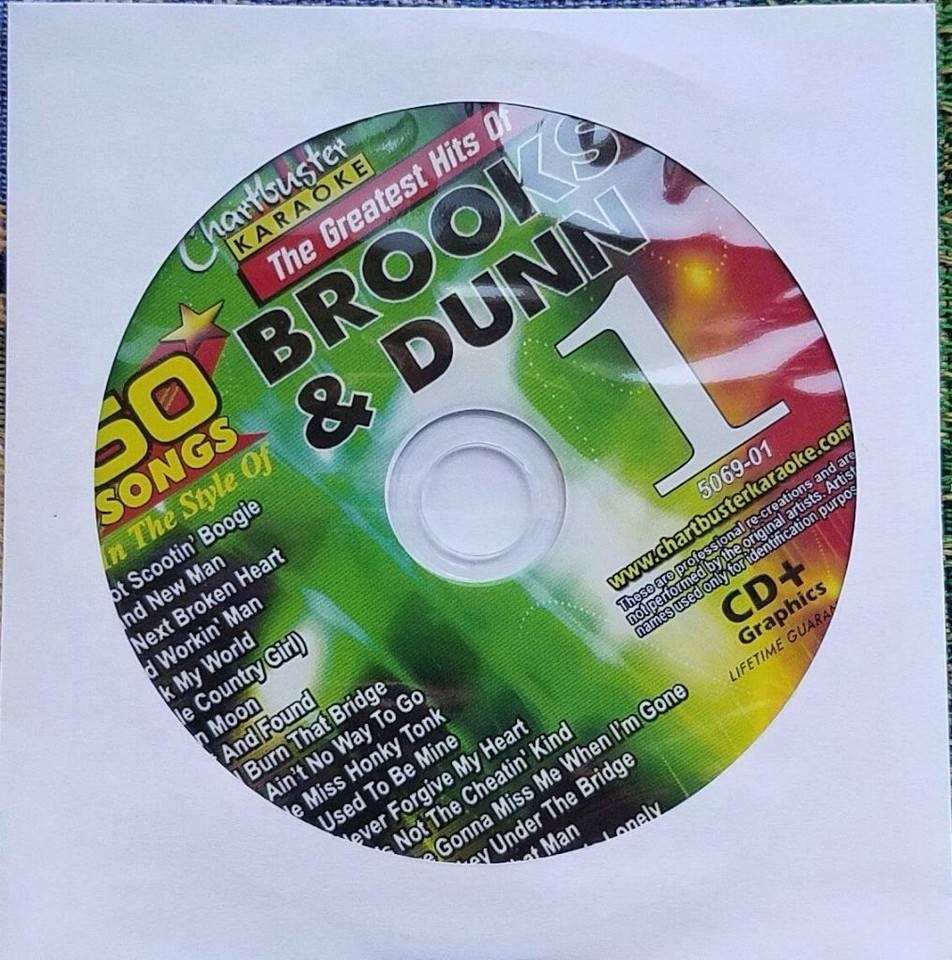 Chartbuster
KARAOKE
The Greatest Hits Of
BROOKS
& DUNN
1
50
SONGS
In The Style Of
5069-01
www.chartbusterkaraoke.com
These are professional re-creations and are
not performed by the original artists. Artist
names used only for identification purpos
CD+
Graphics
LIFETIME GUARAN
ot Scootin' Boogie
nd New Man
Next Broken Heart
d Workin' Man
k My World
le Country Girl)
n Moon
t And Found
l Burn That Bridge
Ain't No Way To Go
le Miss Honky Tonk
Used To Be Mine
Never Forgive My Heart
Not The Cheatin' Kind
e Gonna Miss Me When I'm Gone
ey Under The Bridge
at Man
Lonely